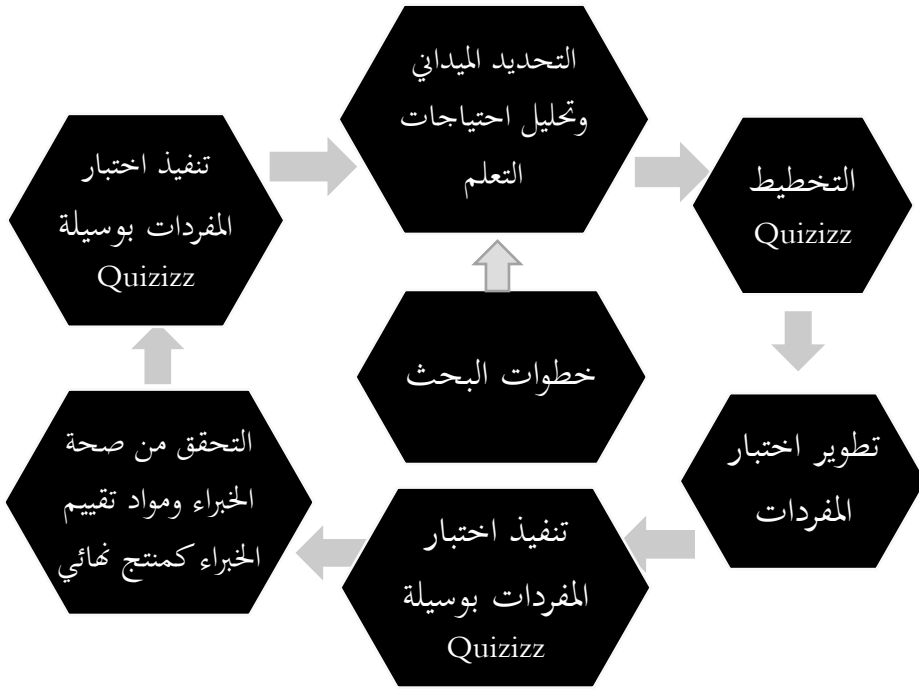 التحديد الميداني
وتحليل احتياجات
التعلم
التخطيط
Quizizz
تطوير اختبار
المفردات
تنفيذ اختبار
المفردات بوسيلة
Quizizz
التحقق من صحة
الخبراء ومواد تقييم
الخبراء كمنتج نهائي
تنفيذ اختبار
المفردات بوسيلة
Quizizz
خطوات البحث